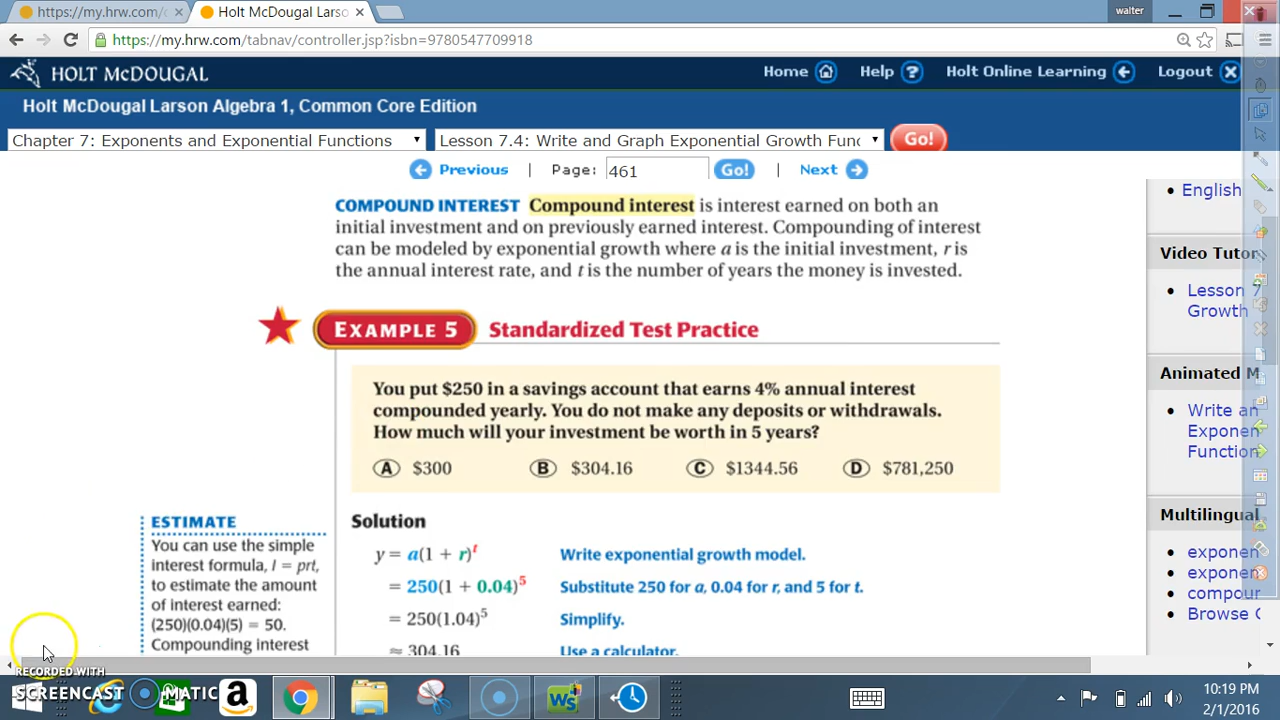 https://my.hrw.com/
Holt McDougal Larso
walter
https://my.hrw.com/tabnav/controller.jsp?isbn=9780547709918
HOLT McDOUGAL
Home
Help
Holt Online Learning
Logout
Holt McDougal Larson Algebra 1, Common Core Edition
Chapter 7: Exponents and Exponential Functions
Lesson 7.4: Write and Graph Exponential Growth Func
Go!
Previous | Page: 461 Go! | Next
COMPOUND INTEREST Compound interest is interest earned on both an
initial investment and on previously earned interest. Compounding of interest
can be modeled by exponential growth where a is the initial investment, r is
the annual interest rate, and t is the number of years the money is invested.
EXAMPLE 5 Standardized Test Practice
You put $250 in a savings account that earns 4% annual interest
compounded yearly. You do not make any deposits or withdrawals.
How much will your investment be worth in 5 years?
A $300 B $304.16 C $1344.56 D $781,250
Solution
y = a(1 + r)^t Write exponential growth model.
= 250(1 + 0.04)^5 Substitute 250 for a, 0.04 for r, and 5 for t.
= 250(1.04)^5 Simplify.
≈ 304.16 Use a calculator.
ESTIMATE
You can use the simple
interest formula, I = prt,
to estimate the amount
of interest earned:
(250)(0.04)(5) = 50.
Compounding interest
English
Video Tutor
Lesson 7
Growth
Animated M
Write an
Exponen
Function
Multilingual
exponen
exponen
compour
Browse
RECORDED WITH
SCREENCAST MATIC
10:19 PM
2/1/2016